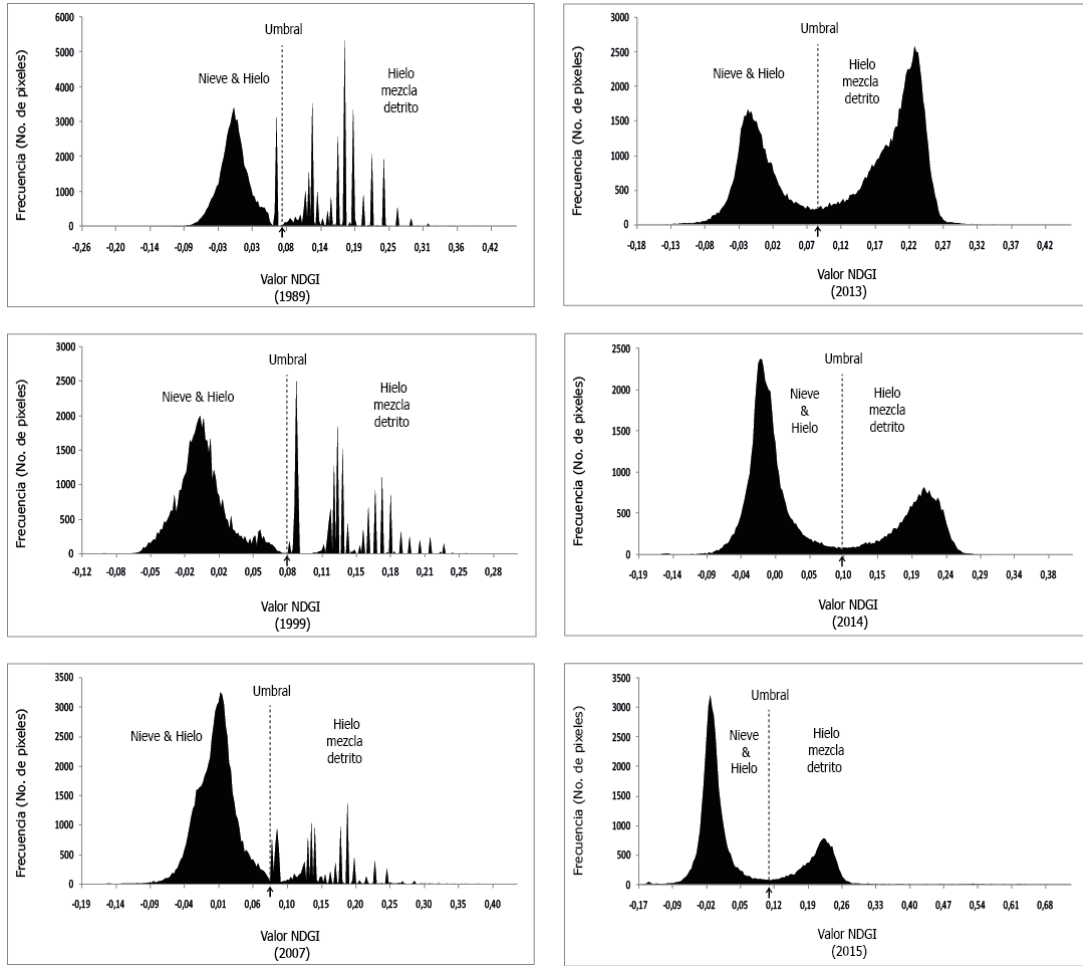 Frecuencia (No. de pixeles)
6000
5000
4000
3000
2000
1000
0
Umbral
Nieve & Hielo
Hielo
mezcla
detrito
-0,26 -0,20 -0,14 -0,09 -0,03 0,03 0,08 0,14 0,19 0,25 0,31 0,36 0,42
Valor NDGI
(1989)
Frecuencia (No. de pixeles)
3000
2500
2000
1500
1000
500
0
Umbral
Nieve & Hielo
Hielo
mezcla
detrito
-0,18 -0,13 -0,08 -0,03 0,02 0,07 0,12 0,17 0,22 0,27 0,32 0,37 0,42
Valor NDGI
(2013)
Frecuencia (No. de pixeles)
3000
2500
2000
1500
1000
500
0
Umbral
Nieve & Hielo
Hielo
mezcla
detrito
-0,12 -0,09 -0,05 -0,02 0,02 0,05 0,08 0,11 0,15 0,18 0,21 0,25 0,28
Valor NDGI
(1999)
Frecuencia (No. de pixeles)
2500
2000
1500
1000
500
0
Umbral
Nieve
&
Hielo
Hielo
mezcla
detrito
-0,19 -0,14 -0,09 -0,04 0,00 0,05 0,10 0,15 0,19 0,24 0,29 0,34 0,38
Valor NDGI
(2014)
Frecuencia (No. de pixeles)
3500
3000
2500
2000
1500
1000
500
0
Umbral
Nieve & Hielo
Hielo
mezcla
detrito
-0,19 -0,14 -0,09 -0,04 0,01 0,06 0,10 0,15 0,20 0,25 0,30 0,35 0,40
Valor NDGI
(2007)
Frecuencia (No. de pixeles)
3500
3000
2500
2000
1500
1000
500
0
Umbral
Nieve
&
Hielo
Hielo
mezcla
detrito
-0,17 -0,09 -0,02 0,05 0,12 0,19 0,26 0,33 0,40 0,47 0,54 0,61 0,68
Valor NDGI
(2015)